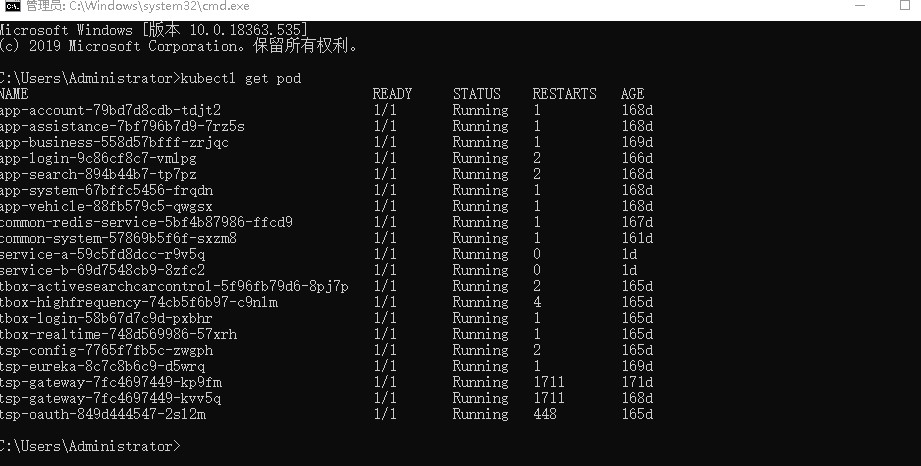 管理员: C:\Windows\system32\cmd.exe
Microsoft Windows [版本 10.0.18363.535]
(c) 2019 Microsoft Corporation。保留所有权利。
C:\Users\Administrator>kubectl get pod
NAME READY STATUS RESTARTS AGE
app-account-79bd7d8cdb-tdjt2 1/1 Running 1 168d
app-assistance-7bf796b7d9-7rz5s 1/1 Running 1 168d
app-business-558d57bfff-zrjqc 1/1 Running 1 169d
app-login-9c86cf8c7-vmlpg 1/1 Running 2 166d
app-search-894b44b7-tp7pz 1/1 Running 2 168d
app-system-67bffc5456-frqdn 1/1 Running 1 168d
app-vehicle-88fb579c5-qwgsx 1/1 Running 1 168d
common-redis-service-5bf4b87986-ffcd9 1/1 Running 1 167d
common-system-57869b5f6f-sxzm8 1/1 Running 1 161d
service-a-59c5fd8dcc-r9v5q 1/1 Running 0 1d
service-b-69d7548cb9-8zfc2 1/1 Running 0 1d
tbox-activesearchcarcontrol-5f96fb79d6-8pj7p 1/1 Running 2 165d
tbox-highfrequency-74cb5f6b97-c9nlm 1/1 Running 4 165d
tbox-login-58b67d7c9d-pxbhr 1/1 Running 1 165d
tbox-realtime-748d569986-57xrh 1/1 Running 1 165d
tsp-config-7765f7fb5c-zwgph 1/1 Running 2 165d
tsp-eureka-8c7c8b6c9-d5wrq 1/1 Running 1 169d
tsp-gateway-7fc4697449-kp9fm 1/1 Running 1711 171d
tsp-gateway-7fc4697449-kvv5q 1/1 Running 1711 168d
tsp-oauth-849d444547-2sl2m 1/1 Running 448 165d
C:\Users\Administrator>